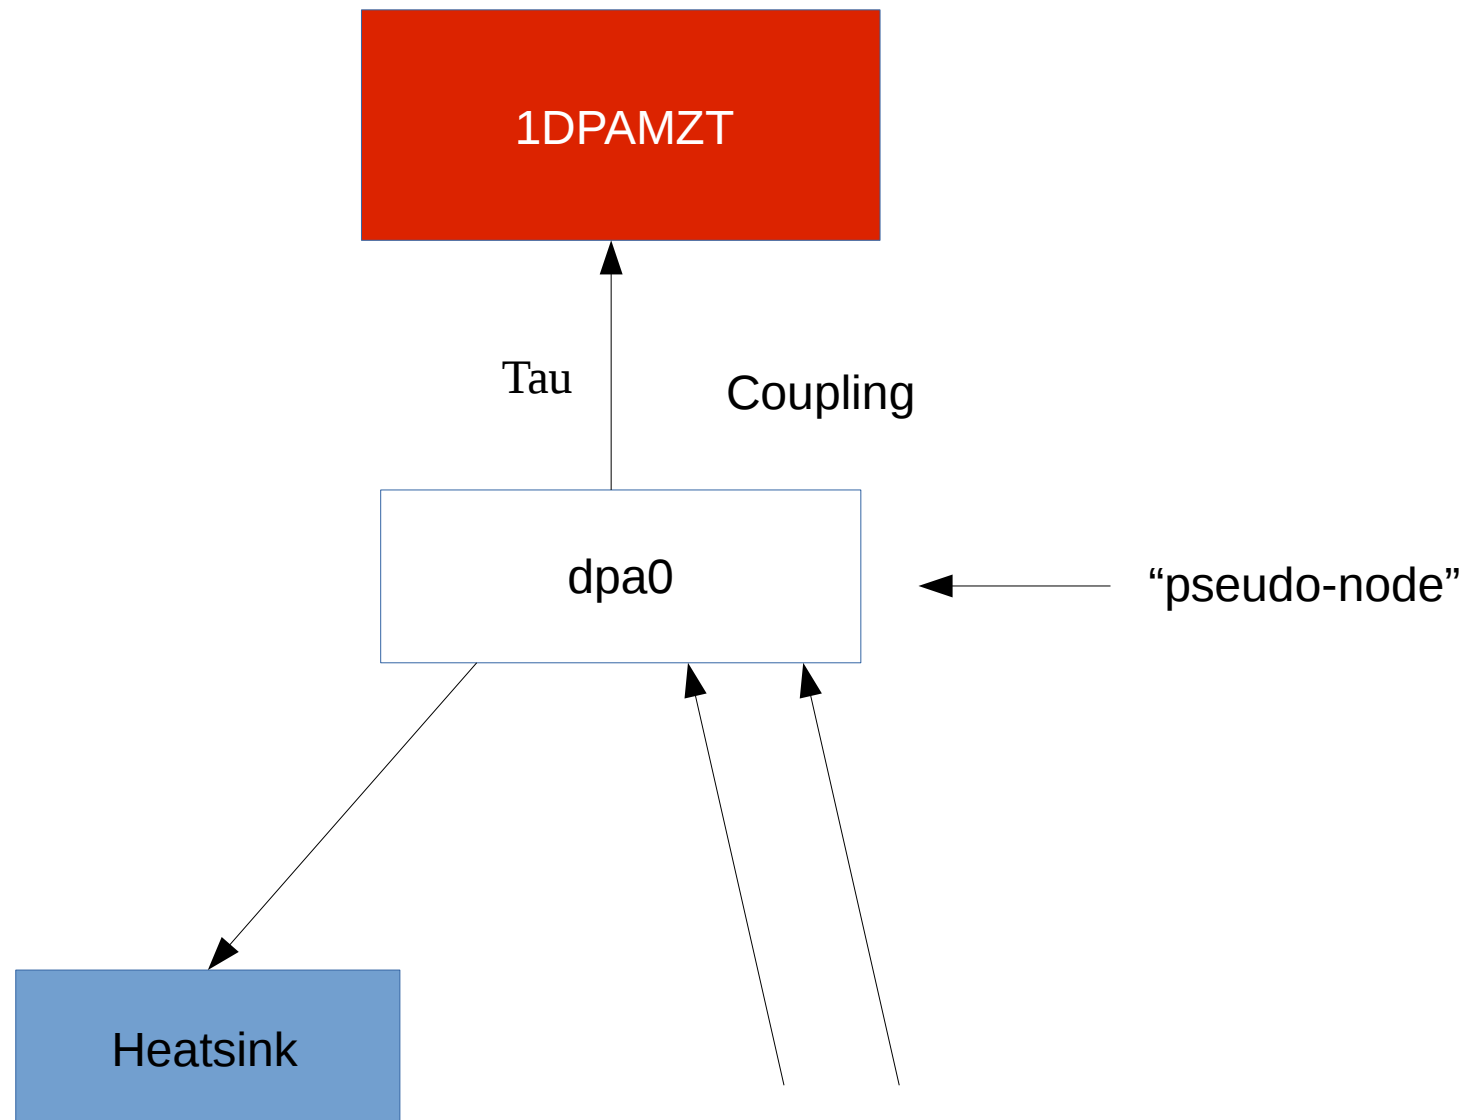 1DPAMZT
Tau
Coupling
dpa0
“pseudo-node”
Heatsink